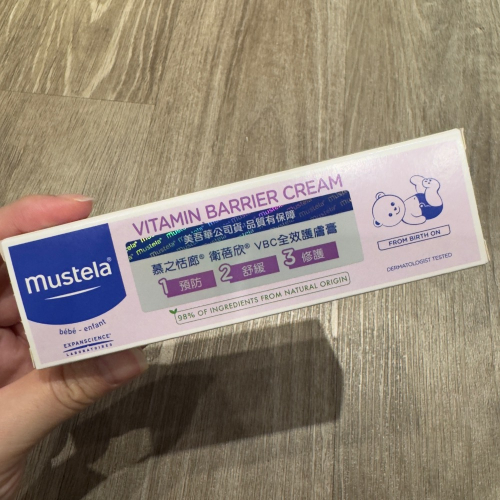 VITAMIN BARRIER CREAM
美吾華公司貨·品質有保障
慕之恬廊® 衛蓓欣® VBC全效護膚膏
1 預防 2 舒緩 3 修護
98% OF INGREDIENTS FROM NATURAL ORIGIN
mustela®
bébé - enfant
EXPANSCIENCE®
LABORATOIRES
FROM BIRTH ON
DERMATOLOGIST TESTED